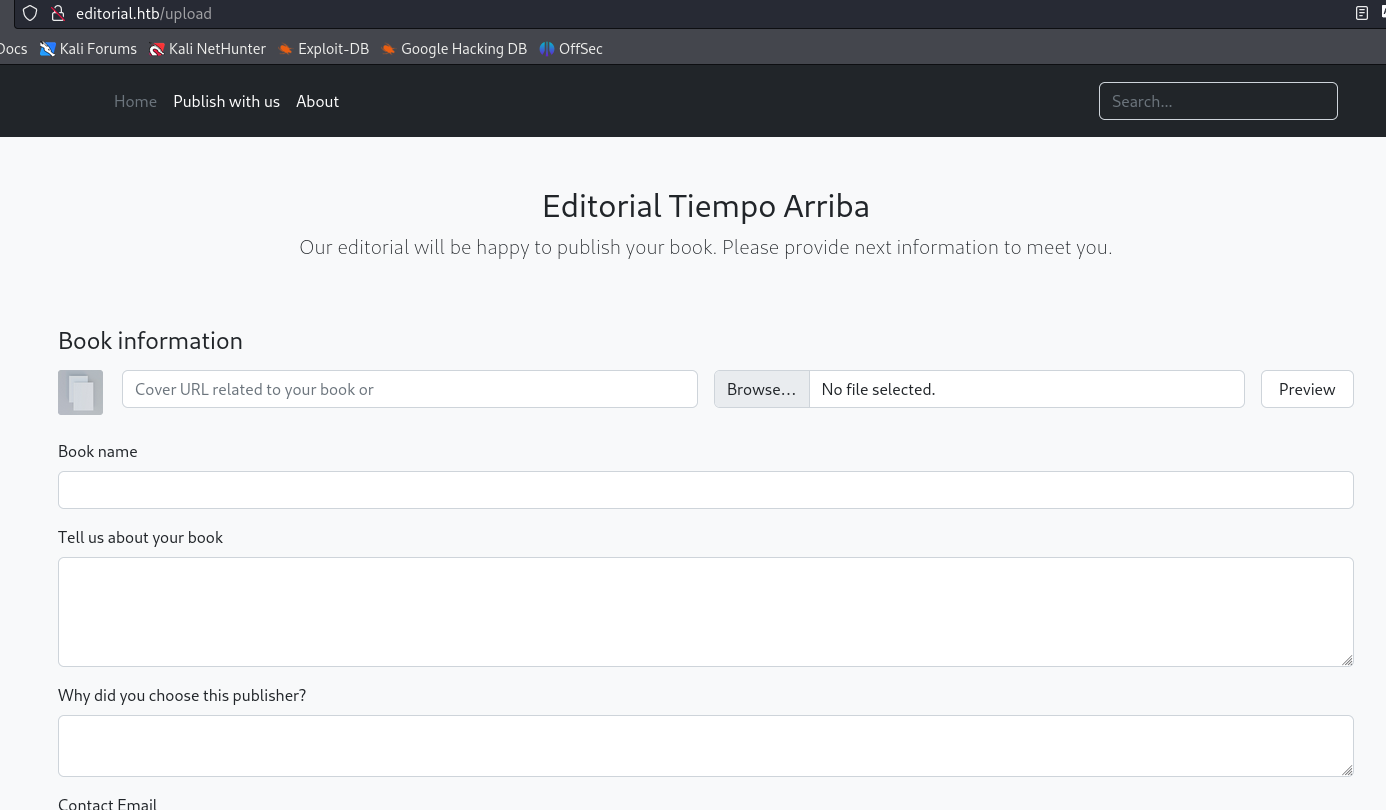 editorial.htb/upload
Docs Kali Forums Kali NetHunter Exploit-DB Google Hacking DB OffSec
Home Publish with us About Search...
Editorial Tiempo Arriba
Our editorial will be happy to publish your book. Please provide next information to meet you.
Book information
Cover URL related to your book or Browse... No file selected. Preview
Book name
Tell us about your book
Why did you choose this publisher?
Contact Email